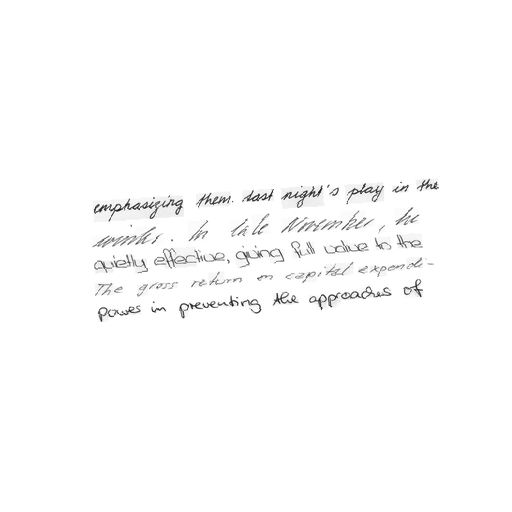 emphasizing them. last night's play in the
winter. In late November, he
quietly effective, giving full value to the
The gross return on capital expendi-
power in preventing the approaches of